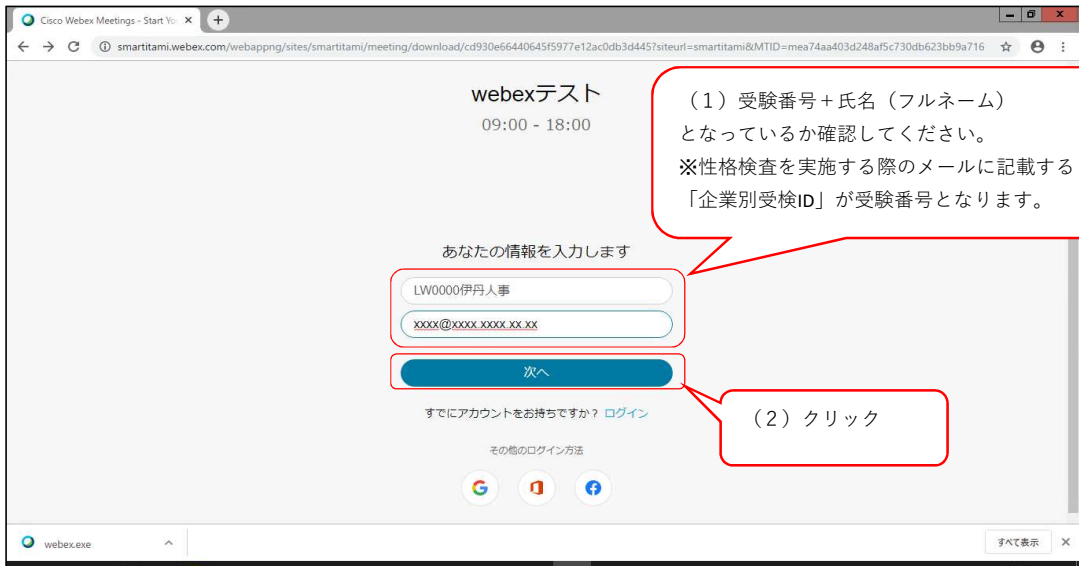 Cisco Webex Meetings - Start Yo
smartitami.webex.com/webappng/sites/smartitami/meeting/download/cd930e66440645f5977e12ac0db3d445?siteurl=smartitami&MTID=mea74aa403d248af5c730db623bb9a716
webexテスト
09:00 - 18:00
(1)受験番号+氏名(フルネーム)
となっているか確認してください。
※性格検査を実施する際のメールに記載する
「企業別受検ID」が受験番号となります。
あなたの情報を入力します
LW0000伊丹人事
xxxx@xxxx.xxxx.xx.xx
次へ
(2)クリック
すでにアカウントをお持ちですか? ログイン
その他のログイン方法
webex.exe
すべて表示